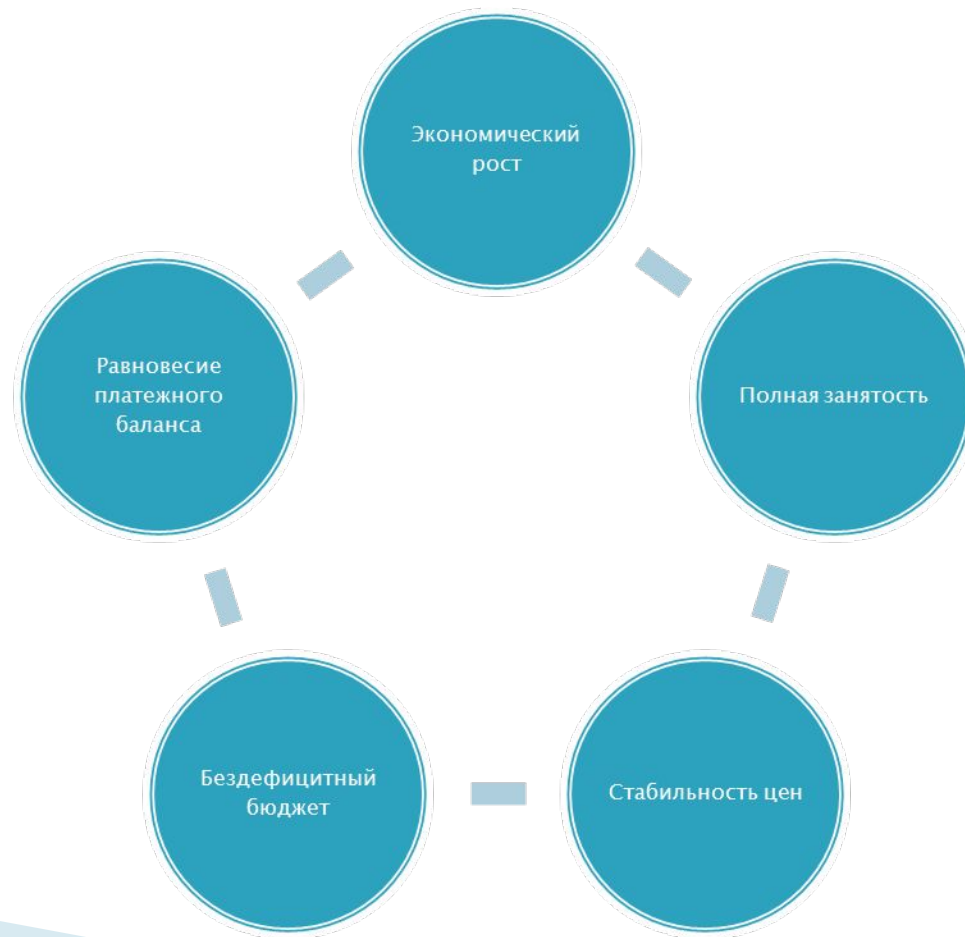 Экономический
рост
Полная занятость
Стабильность цен
Бездефицитный
бюджет
Равновесие
платежного
баланса